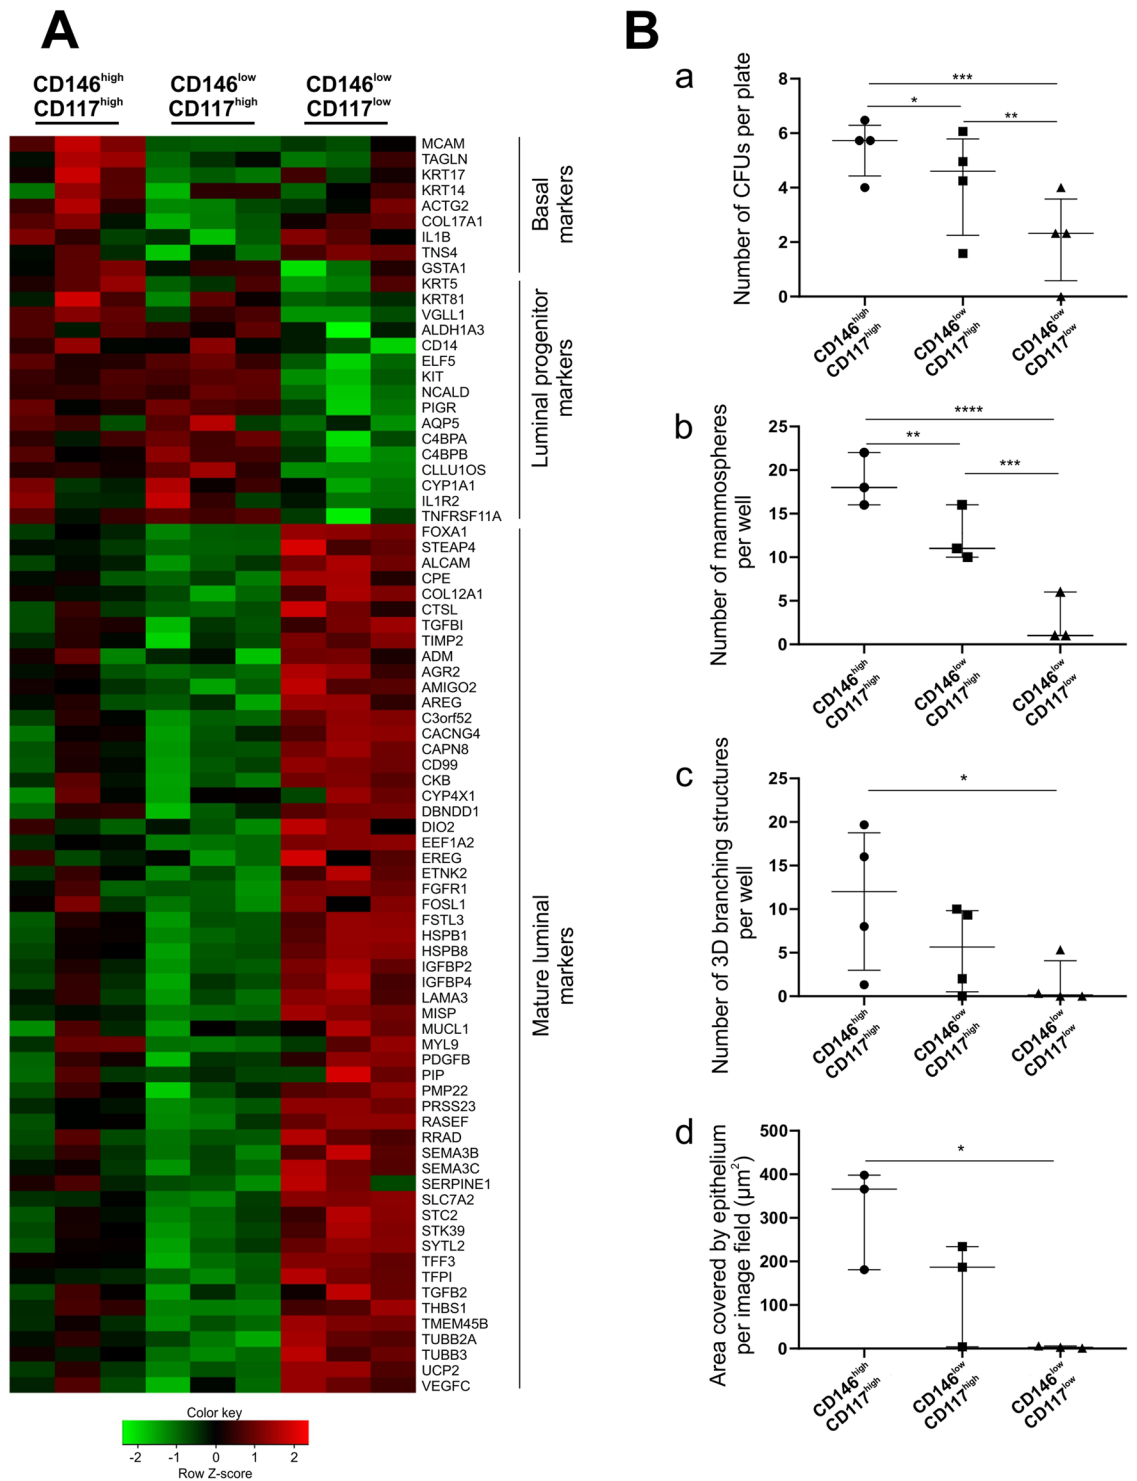 A
CD146high
CD117high
CD146low
CD117high
CD146low
CD117low
MCAM
TAGLN
KRT17
KRT14
ACTG2
COL17A1
IL1B
TNS4
GSTA1
KRT5
KRT81
VGLL1
ALDH1A3
CD14
ELF5
KIT
NCALD
PIGR
AQP5
C4BPA
C4BPB
CLLU1OS
CYP1A1
IL1R2
TNFRSF11A
FOXA1
STEAP4
ALCAM
CPE
COL12A1
CTSL
TGFBI
TIMP2
ADM
AGR2
AMIGO2
AREG
C3orf52
CACNG4
CAPN8
CD99
CKB
CYP4X1
DBNDD1
DIO2
EEF1A2
EREG
ETNK2
FGFR1
FOSL1
FSTL3
HSPB1
HSPB8
IGFBP2
IGFBP4
LAMA3
MISP
MUCL1
MYL9
PDGFB
PIP
PMP22
PRSS23
RASEF
RRAD
SEMA3B
SEMA3C
SERPINE1
SLC7A2
STC2
STK39
SYTL2
TFF3
TFPI
TGFB2
THBS1
TMEM45B
TUBB2A
TUBB3
UCP2
VEGFC
Basal
markers
Luminal progenitor
markers
Mature luminal
markers
Color key
-2 -1 0 1 2
Row Z-score
B
a
Number of CFUs per plate
8
6
4
2
0
***
*
**
CD146high
CD117high
CD146low
CD117high
CD146low
CD117low
b
Number of mammospheres
per well
25
20
15
10
5
0
****
**
***
CD146high
CD117high
CD146low
CD117high
CD146low
CD117low
c
Number of 3D branching structures
per well
25
20
15
10
5
0
*
CD146high
CD117high
CD146low
CD117high
CD146low
CD117low
d
Area covered by epithelium
per image field (µm2)
500
400
300
200
100
0
*
CD146high
CD117high
CD146low
CD117high
CD146low
CD117low